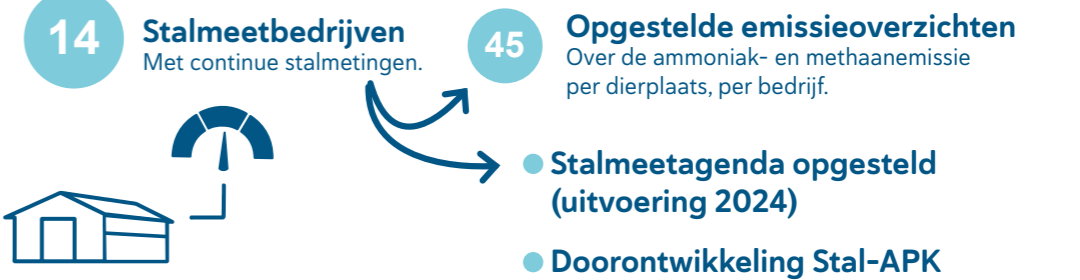 14
Stalmeetbedrijven
Met continue stalmetingen.
45
Opgestelde emissieoverzichten
Over de ammoniak- en methaanemissie
per dierplaats, per bedrijf.
Stalmeetagenda opgesteld
(uitvoering 2024)
Doorontwikkeling Stal-APK